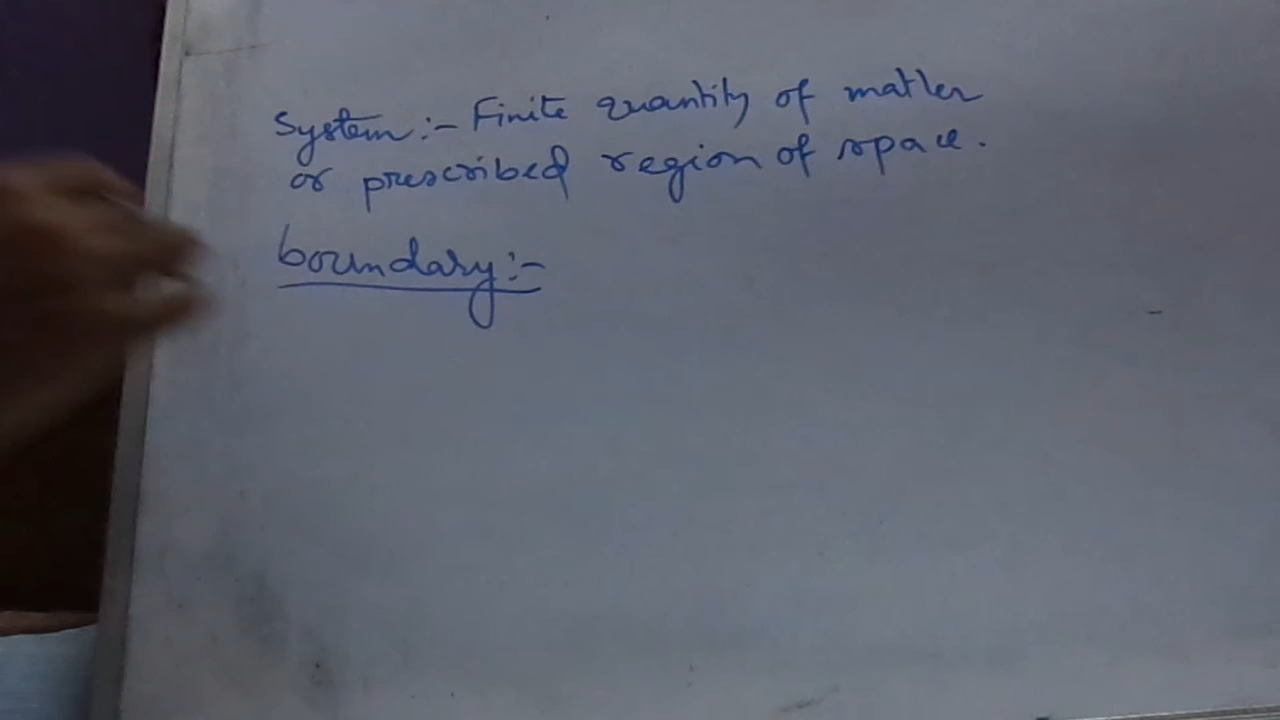 System:- Finite quantity of matter
or prescribed region of space.
boundary:-